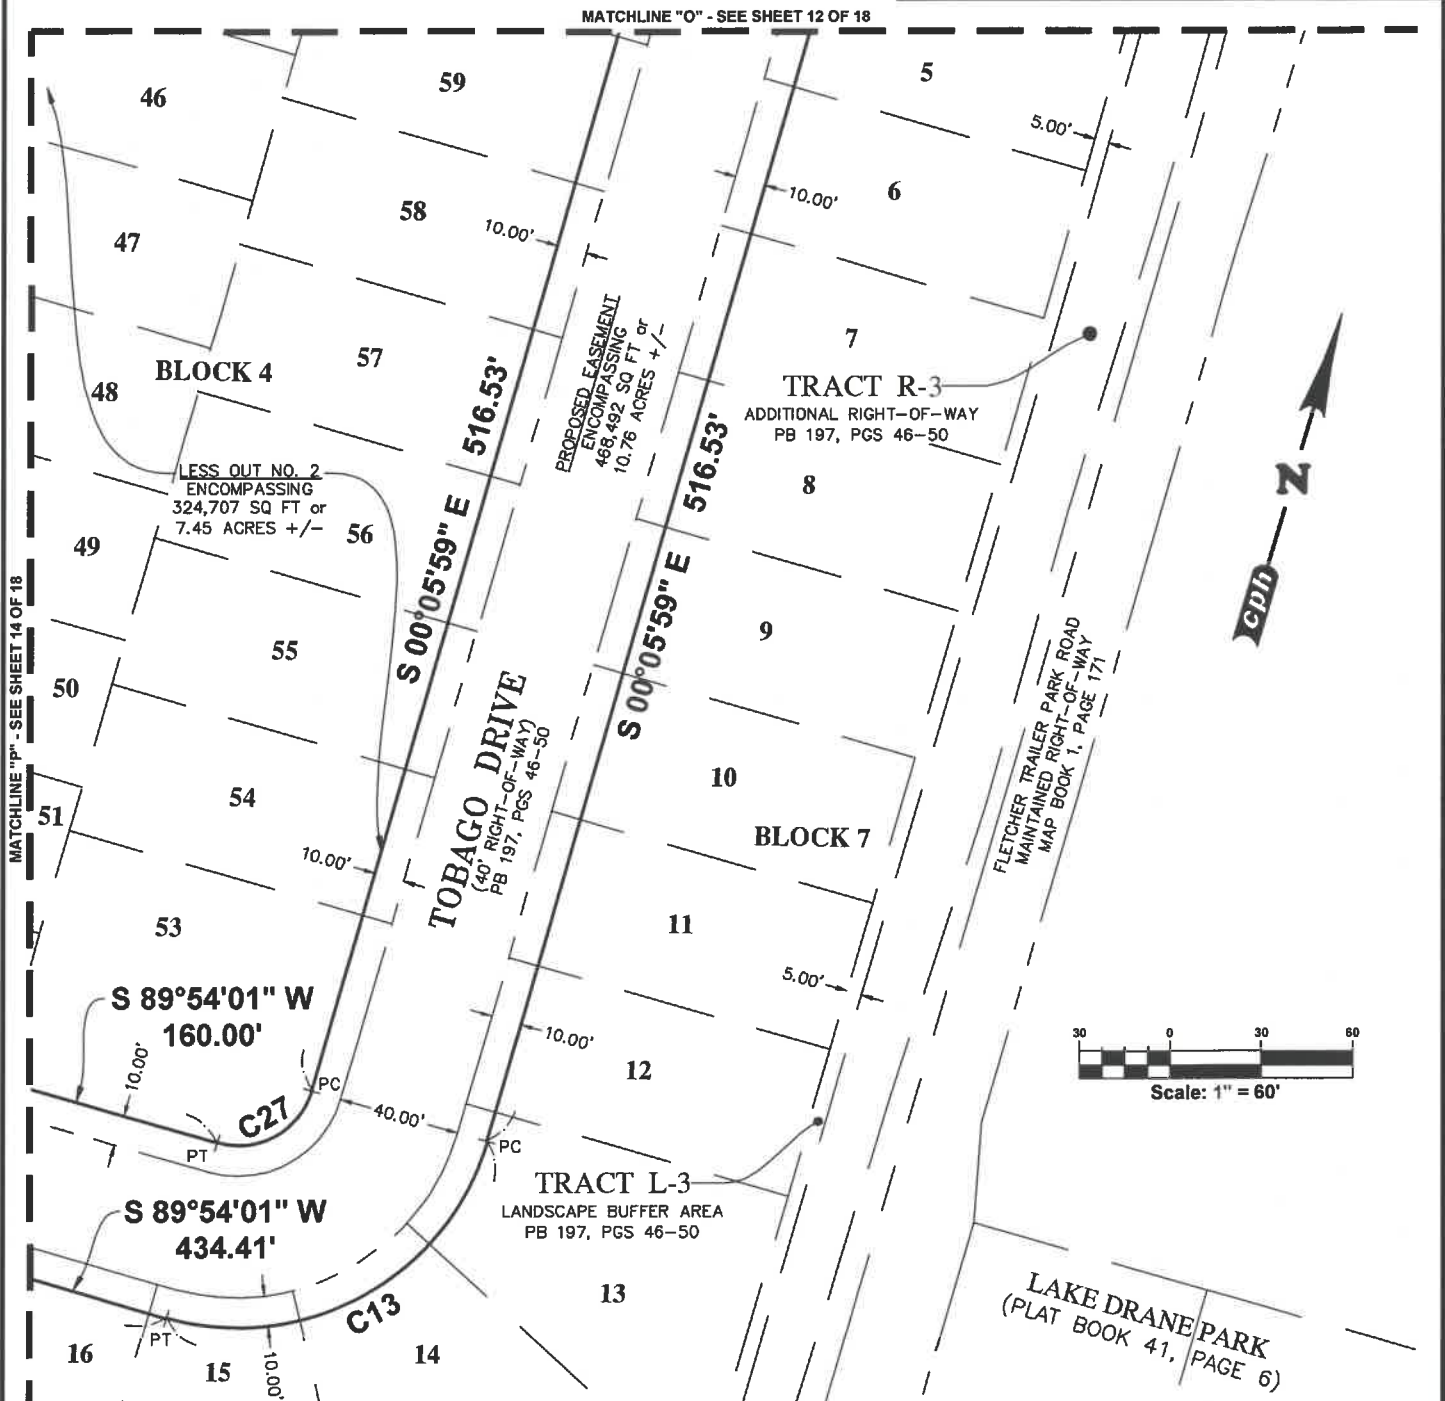 MATCHLINE "O" - SEE SHEET 12 OF 18
46
59
5
5.00'
47
58
10.00'
10.00'
6
57
7
48
BLOCK 4
516.53'
PROPOSED EASEMENT
ENCOMPASSING
468,492 SQ FT or
10.76 ACRES +/-
TRACT R-3
ADDITIONAL RIGHT-OF-WAY
PB 197, PGS 46-50
LESS OUT NO. 2
ENCOMPASSING
324,707 SQ FT or
7.45 ACRES +/-
516.53'
8
49
56
S 00°05'59" E
N
cph
MATCHLINE "P" - SEE SHEET 14 OF 18
55
S 00°05'59" E
9
50
FLETCHER TRAILER PARK ROAD
MAINTAINED RIGHT-OF-WAY
MAP BOOK 1, PAGE 171
TOBAGO DRIVE
(40' RIGHT-OF-WAY)
PB 197, PGS 46-50
54
10
51
BLOCK 7
10.00'
53
11
5.00'
S 89°54'01" W
160.00'
10.00'
10.00'
12
30 0 30 60
Scale: 1" = 60'
PC
C27
40.00'
PT
PC
TRACT L-3
LANDSCAPE BUFFER AREA
PB 197, PGS 46-50
S 89°54'01" W
434.41'
13
C13
LAKE DRANE PARK
(PLAT BOOK 41, PAGE 6)
PT
16
15
10.00'
14